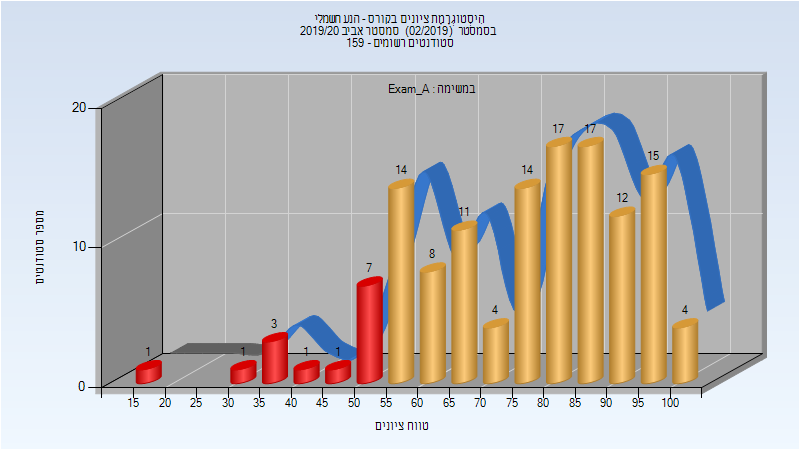 היסטוגרמת ציונים בקורס - הנע חשמלי
בסמסטר (02/2019) סמסטר אביב 2019/20
סטודנטים רשומים - 159
במשימה : Exam_A
מספר סטודנטים
20
10
0
1
1
3
1
1
7
14
8
11
4
14
17
17
12
15
4
15 20 25 30 35 40 45 50 55 60 65 70 75 80 85 90 95 100
טווח ציונים